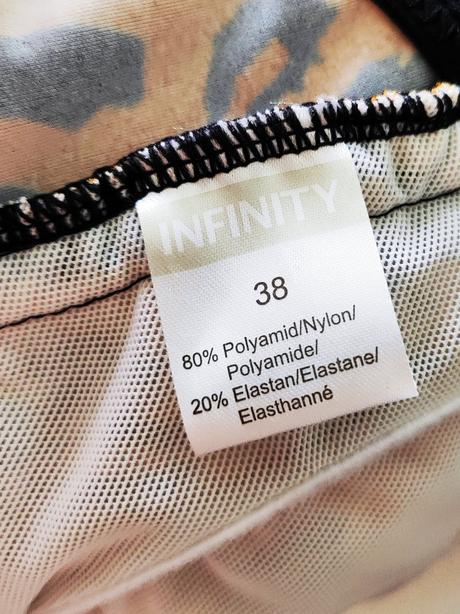 INFINITY
38
80% Polyamid/Nylon/
Polyamide/
20% Elastan/Elastane/
Elasthanné